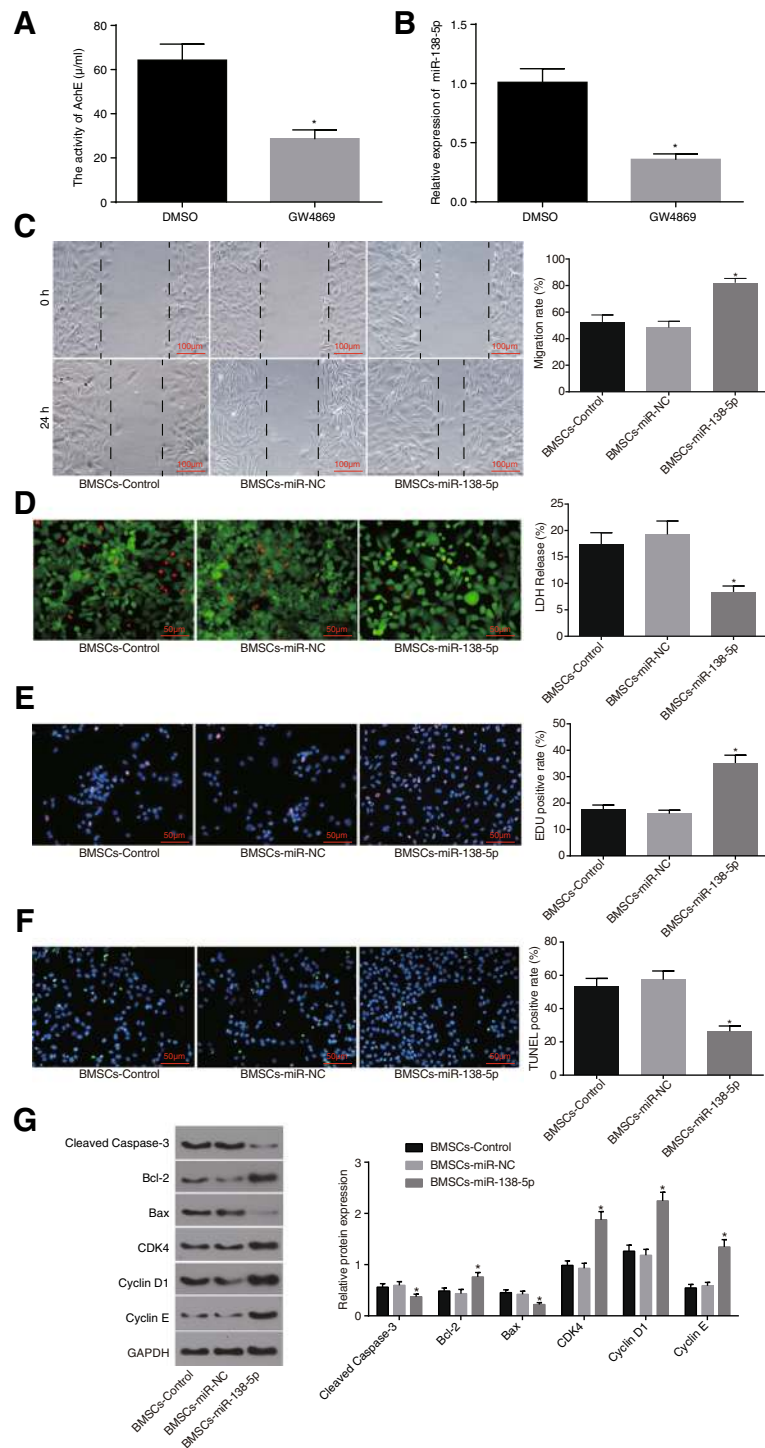 A
The activity of AchE (μ/ml)
80
60
40
20
0
*
DMSO
GW4869
B
Relative expression of miR-138-5p
1.5
1.0
0.5
0.0
*
DMSO
GW4869
C
0 h
100μm
100μm
100μm
24 h
100μm
100μm
100μm
BMSCs-Control
BMSCs-miR-NC
BMSCs-miR-138-5p
Migration rate (%)
100
80
60
40
20
0
*
BMSCs-Control
BMSCs-miR-NC
BMSCs-miR-138-5p
D
50μm
50μm
50μm
BMSCs-Control
BMSCs-miR-NC
BMSCs-miR-138-5p
LDH Release (%)
25
20
15
10
5
0
*
BMSCs-Control
BMSCs-miR-NC
BMSCs-miR-138-5p
E
50μm
50μm
50μm
BMSCs-Control
BMSCs-miR-NC
BMSCs-miR-138-5p
EDU positive rate (%)
50
40
30
20
10
0
*
BMSCs-Control
BMSCs-miR-NC
BMSCs-miR-138-5p
F
50μm
50μm
50μm
BMSCs-Control
BMSCs-miR-NC
BMSCs-miR-138-5p
TUNEL positive rate (%)
80
60
40
20
0
*
BMSCs-Control
BMSCs-miR-NC
BMSCs-miR-138-5p
G
Cleaved Caspase-3
Bcl-2
Bax
CDK4
Cyclin D1
Cyclin E
GAPDH
BMSCs-Control
BMSCs-miR-NC
BMSCs-miR-138-5p
BMSCs-Control
BMSCs-miR-NC
BMSCs-miR-138-5p
Relative protein expression
3
2
1
0
*
*
*
*
*
*
Cleaved Caspase-3
Bcl-2
Bax
CDK4
Cyclin D1
Cyclin E